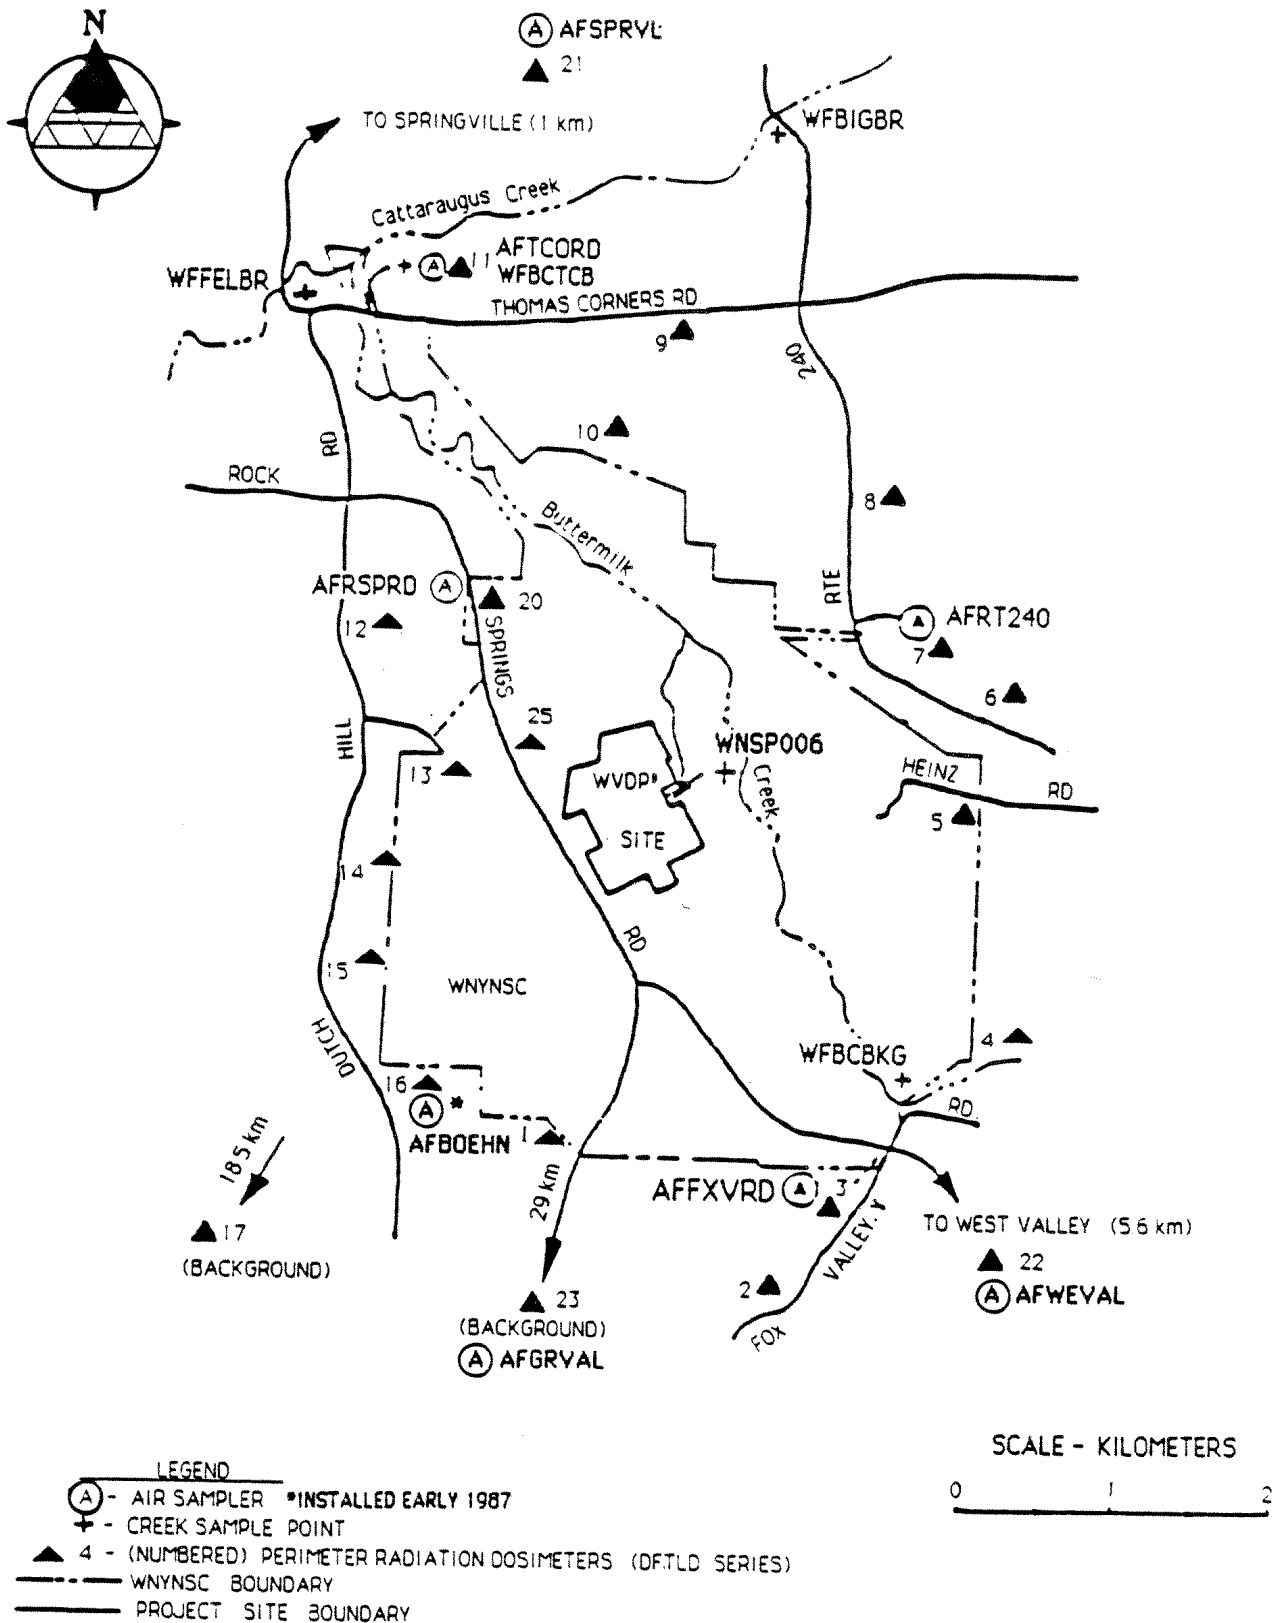 N
(A) AFSPRVL
21
TO SPRINGVILLE (1 km)
WFBIGBR
Cattaraugus Creek
AFTCORD
11
WFBCTCB
(A)
WFFELBR
THOMAS CORNERS RD.
9
240
10
RD
ROCK
8
Buttermilk
RTE
AFRSPRD (A)
20
12
SPRINGS
(A) AFRT240
7
6
HILL
25
WNSP006
13
WVDP
SITE
Creek
HEINZ
RD
5
14
RD
15
WNYNSC
DUTCH
4
WFBCBKG
16
RD.
(A) *
AFBOEHN
1
18.5 km
29 km
AFFXVRD (A)
3
17
(BACKGROUND)
VALLEY
TO WEST VALLEY (5.6 km)
22
2
(A) AFWEVAL
23
(BACKGROUND)
FOX
(A) AFGRVAL
SCALE - KILOMETERS
0 1 2
LEGEND
(A) - AIR SAMPLER *INSTALLED EARLY 1987
+ - CREEK SAMPLE POINT
▲ 4 - (NUMBERED) PERIMETER RADIATION DOSIMETERS (DFTLD SERIES)
WNYNSC BOUNDARY
PROJECT SITE BOUNDARY